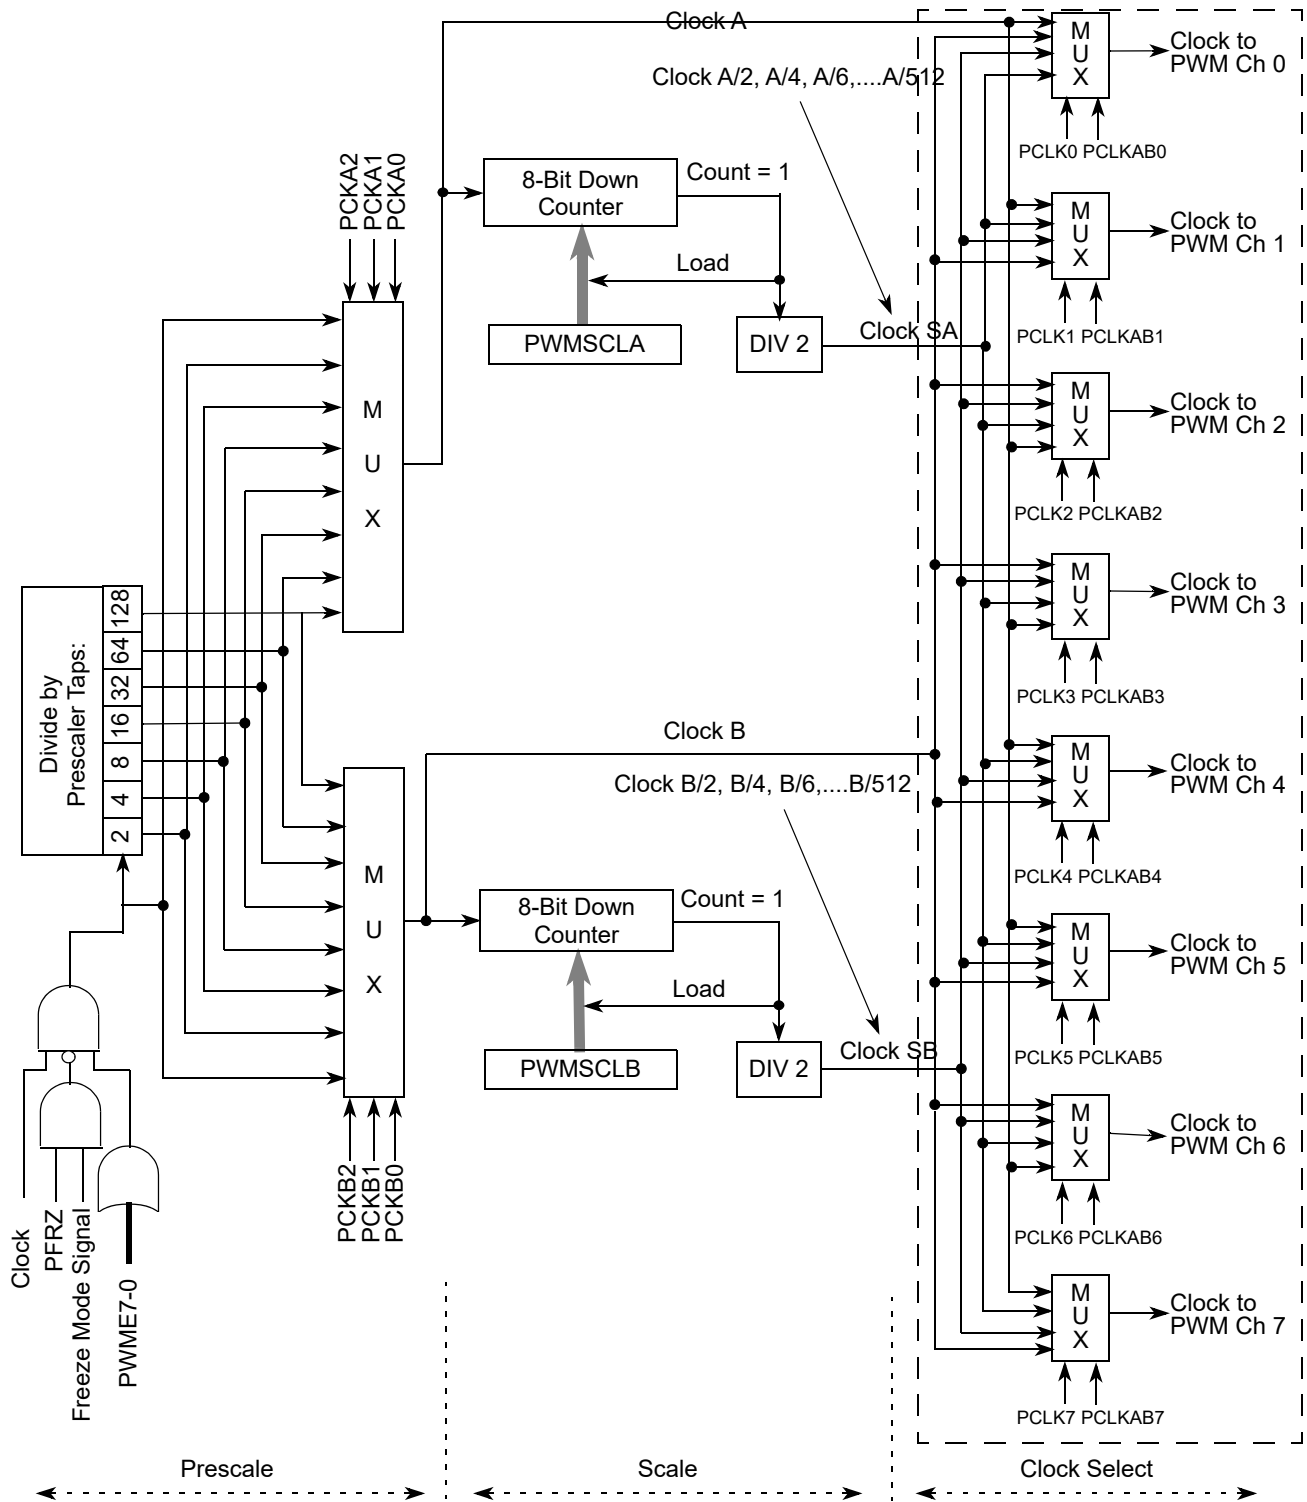 Clock A
Clock A/2, A/4, A/6,....A/512
PCKA2
PCKA1
PCKA0
8-Bit Down
Counter
Count = 1
Load
PWMSCLA
DIV 2
Clock SA
M
U
X
Divide by
Prescaler Taps:
128
64
32
16
8
4
2
Clock B
Clock B/2, B/4, B/6,....B/512
M
U
X
8-Bit Down
Counter
Count = 1
Load
PWMSCLB
DIV 2
Clock SB
PCKB2
PCKB1
PCKB0
Clock
PFRZ
Freeze Mode Signal
PWME7-0
M
U
X
Clock to
PWM Ch 0
PCLK0 PCLKAB0
M
U
X
Clock to
PWM Ch 1
PCLK1 PCLKAB1
M
U
X
Clock to
PWM Ch 2
PCLK2 PCLKAB2
M
U
X
Clock to
PWM Ch 3
PCLK3 PCLKAB3
M
U
X
Clock to
PWM Ch 4
PCLK4 PCLKAB4
M
U
X
Clock to
PWM Ch 5
PCLK5 PCLKAB5
M
U
X
Clock to
PWM Ch 6
PCLK6 PCLKAB6
M
U
X
Clock to
PWM Ch 7
PCLK7 PCLKAB7
Prescale
Scale
Clock Select